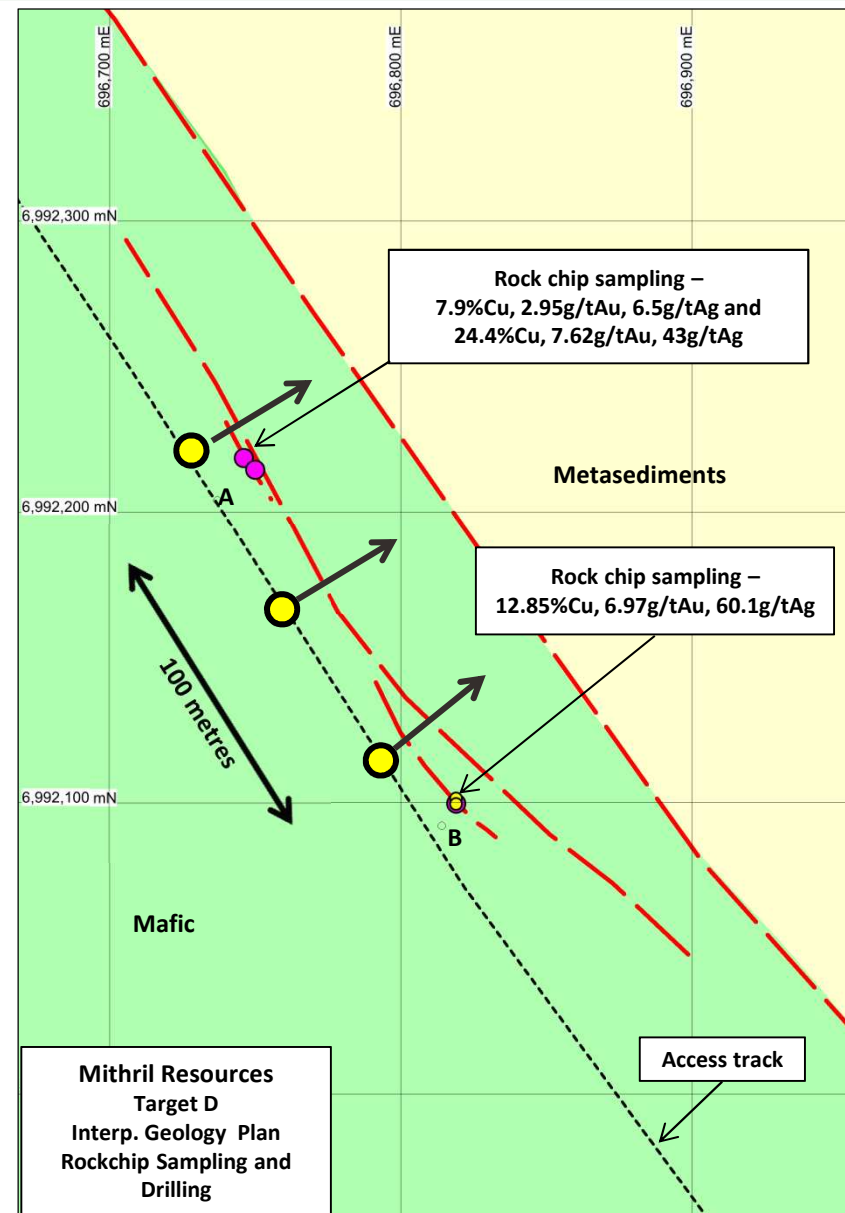 696,700 mE
696,800 mE
696,900 mE
6,992,300 mN
Rock chip sampling –
7.9%Cu, 2.95g/tAu, 6.5g/tAg and
24.4%Cu, 7.62g/tAu, 43g/tAg
Metasediments
A
6,992,200 mN
Rock chip sampling –
12.85%Cu, 6.97g/tAu, 60.1g/tAg
100 metres
6,992,100 mN
B
Mafic
Access track
Mithril Resources
Target D
Interp. Geology Plan
Rockchip Sampling and
Drilling